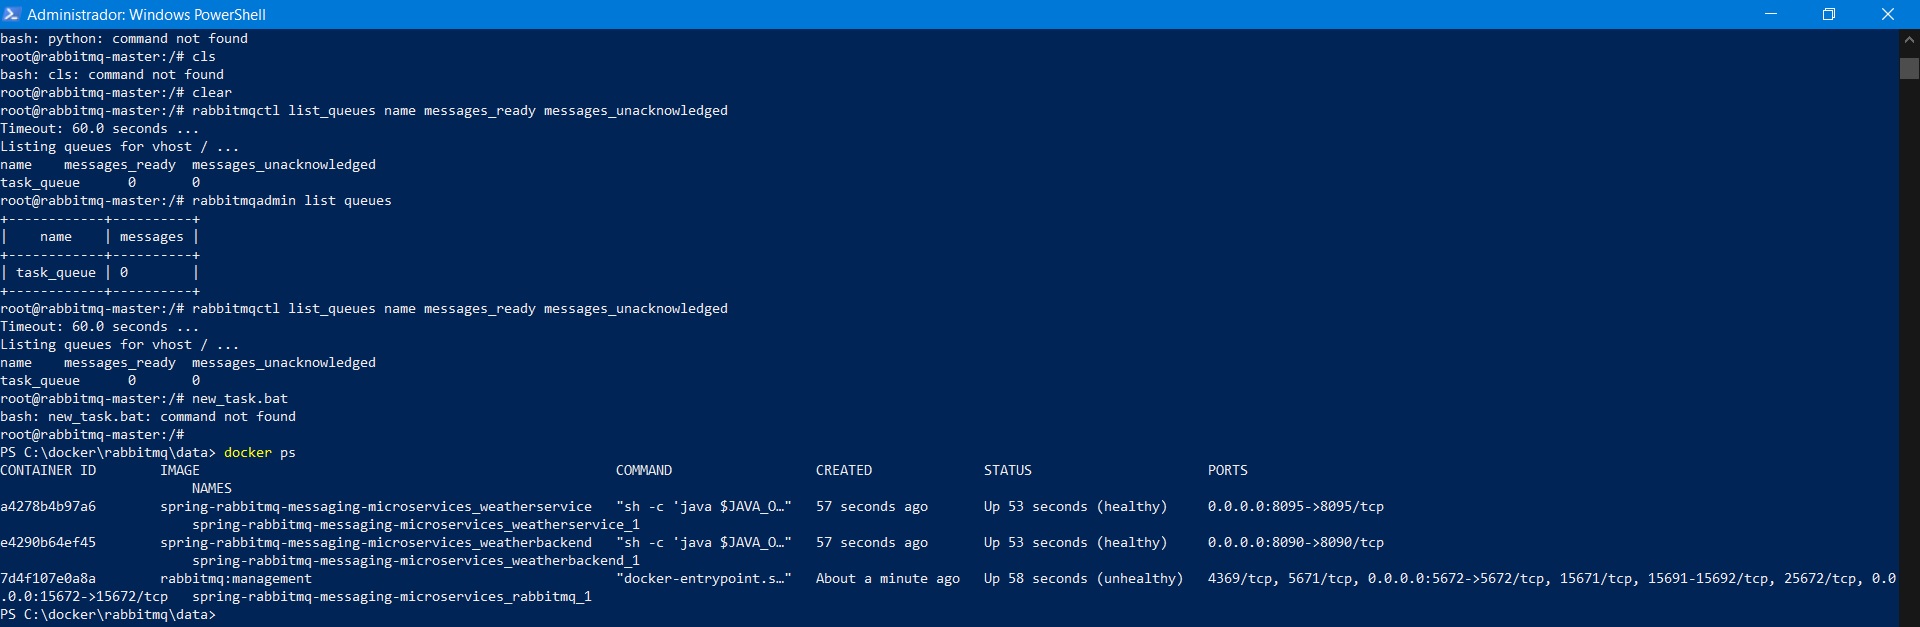 Administrador: Windows PowerShell
bash: python: command not found
root@rabbitmq-master:/# cls
bash: cls: command not found
root@rabbitmq-master:/# clear
root@rabbitmq-master:/# rabbitmqctl list_queues name messages_ready messages_unacknowledged
Timeout: 60.0 seconds ...
Listing queues for vhost / ...
name    messages_ready  messages_unacknowledged
task_queue      0       0
root@rabbitmq-master:/# rabbitmqadmin list queues
+------------+----------+
|    name    | messages |
+------------+----------+
| task_queue | 0        |
+------------+----------+
root@rabbitmq-master:/# rabbitmqctl list_queues name messages_ready messages_unacknowledged
Timeout: 60.0 seconds ...
Listing queues for vhost / ...
name    messages_ready  messages_unacknowledged
task_queue      0       0
root@rabbitmq-master:/# new_task.bat
bash: new_task.bat: command not found
root@rabbitmq-master:/#
PS C:\docker\rabbitmq\data> docker ps
CONTAINER ID        IMAGE                                                    COMMAND                  CREATED              STATUS                      PORTS
                        NAMES
a4278b4b97a6        spring-rabbitmq-messaging-microservices_weatherservice   "sh -c 'java $JAVA_O…"   57 seconds ago       Up 53 seconds (healthy)     0.0.0.0:8095->8095/tcp
                        spring-rabbitmq-messaging-microservices_weatherservice_1
e4290b64ef45        spring-rabbitmq-messaging-microservices_weatherbackend   "sh -c 'java $JAVA_O…"   57 seconds ago       Up 53 seconds (healthy)     0.0.0.0:8090->8090/tcp
                        spring-rabbitmq-messaging-microservices_weatherbackend_1
7d4f107e0a8a        rabbitmq:management                                      "docker-entrypoint.s…"   About a minute ago   Up 58 seconds (unhealthy)   4369/tcp, 5671/tcp, 0.0.0.0:5672->5672/tcp, 15671/tcp, 15691-15692/tcp, 25672/tcp, 0.0
.0.0:15672->15672/tcp   spring-rabbitmq-messaging-microservices_rabbitmq_1
PS C:\docker\rabbitmq\data>